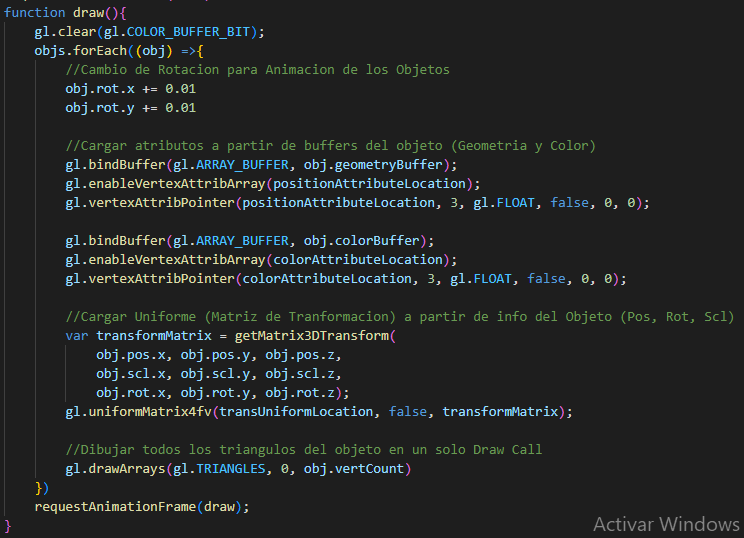 function draw(){
gl.clear(gl.COLOR_BUFFER_BIT);
objs.forEach((obj) =>{
//Cambio de Rotacion para Animacion de los Objetos
obj.rot.x += 0.01
obj.rot.y += 0.01
//Cargar atributos a partir de buffers del objeto (Geometria y Color)
gl.bindBuffer(gl.ARRAY_BUFFER, obj.geometryBuffer);
gl.enableVertexAttribArray(positionAttributeLocation);
gl.vertexAttribPointer(positionAttributeLocation, 3, gl.FLOAT, false, 0, 0);
gl.bindBuffer(gl.ARRAY_BUFFER, obj.colorBuffer);
gl.enableVertexAttribArray(colorAttributeLocation);
gl.vertexAttribPointer(colorAttributeLocation, 3, gl.FLOAT, false, 0, 0);
//Cargar Uniforme (Matriz de Tranformacion) a partir de info del Objeto (Pos, Rot, Scl)
var transformMatrix = getMatrix3DTransform(
obj.pos.x, obj.pos.y, obj.pos.z,
obj.scl.x, obj.scl.y, obj.scl.z,
obj.rot.x, obj.rot.y, obj.rot.z);
gl.uniformMatrix4fv(transUniformLocation, false, transformMatrix);
//Dibujar todos los triangulos del objeto en un solo Draw Call
gl.drawArrays(gl.TRIANGLES, 0, obj.vertCount)
})
requestAnimationFrame(draw);
}
Activar Windows